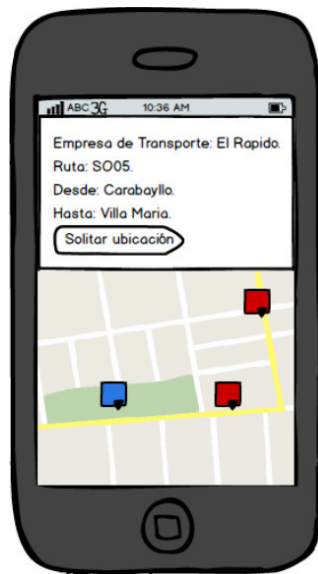 ABC 3G 10:36 AM
Empresa de Transporte: El Rapido.
Ruta: SO05.
Desde: Carabayllo.
Hasta: Villa Maria.
Solitar ubicación